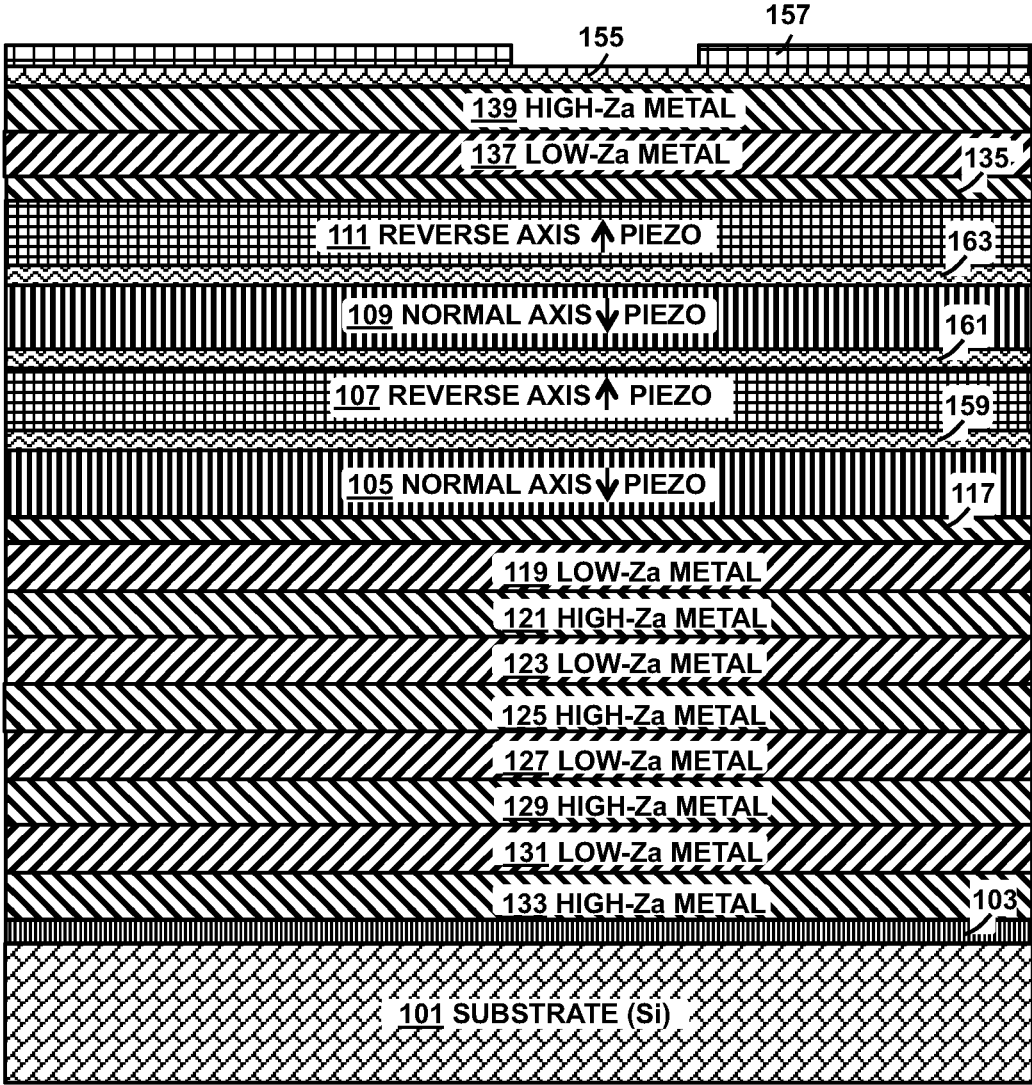 157
155
139 HIGH-Za METAL
137 LOW-Za METAL
135
111 REVERSE AXIS ↑ PIEZO
163
109 NORMAL AXIS ↓ PIEZO
161
107 REVERSE AXIS ↑ PIEZO
159
105 NORMAL AXIS ↓ PIEZO
117
119 LOW-Za METAL
121 HIGH-Za METAL
123 LOW-Za METAL
125 HIGH-Za METAL
127 LOW-Za METAL
129 HIGH-Za METAL
131 LOW-Za METAL
133 HIGH-Za METAL
103
101 SUBSTRATE (Si)